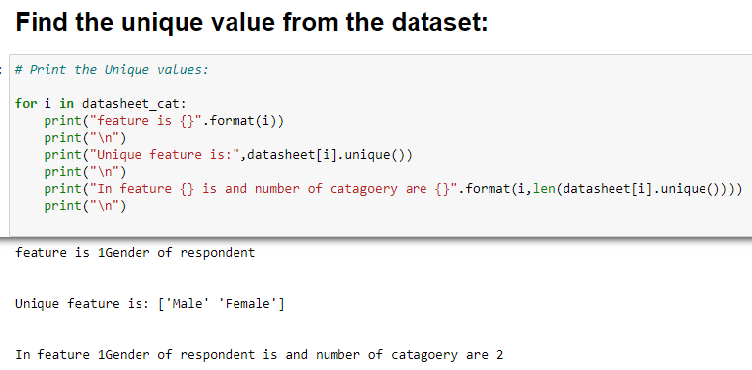 Find the unique value from the dataset:
: # Print the Unique values:
for i in datasheet_cat:
    print("feature is {}".format(i))
    print("\n")
    print("Unique feature is:",datasheet[i].unique())
    print("\n")
    print("In feature {} is and number of catagoery are {}".format(i,len(datasheet[i].unique())))
    print("\n")
feature is 1Gender of respondent
Unique feature is: ['Male' 'Female']
In feature 1Gender of respondent is and number of catagoery are 2